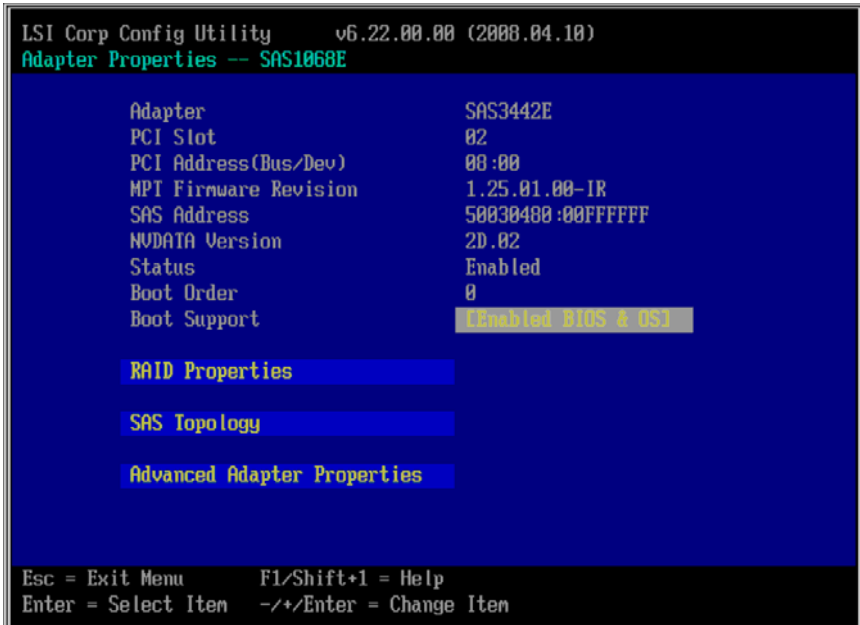 LSI Corp Config Utility v6.22.00.00 (2008.04.10)
Adapter Properties -- SAS1068E
Adapter SAS3442E
PCI Slot 02
PCI Address(Bus/Dev) 08:00
MPT Firmware Revision 1.25.01.00-IR
SAS Address 50030480:00FFFFFF
NVDATA Version 2D.02
Status Enabled
Boot Order 0
Boot Support [Enabled BIOS & OS]
RAID Properties
SAS Topology
Advanced Adapter Properties
Esc = Exit Menu F1/Shift+1 = Help
Enter = Select Item -/+/Enter = Change Item